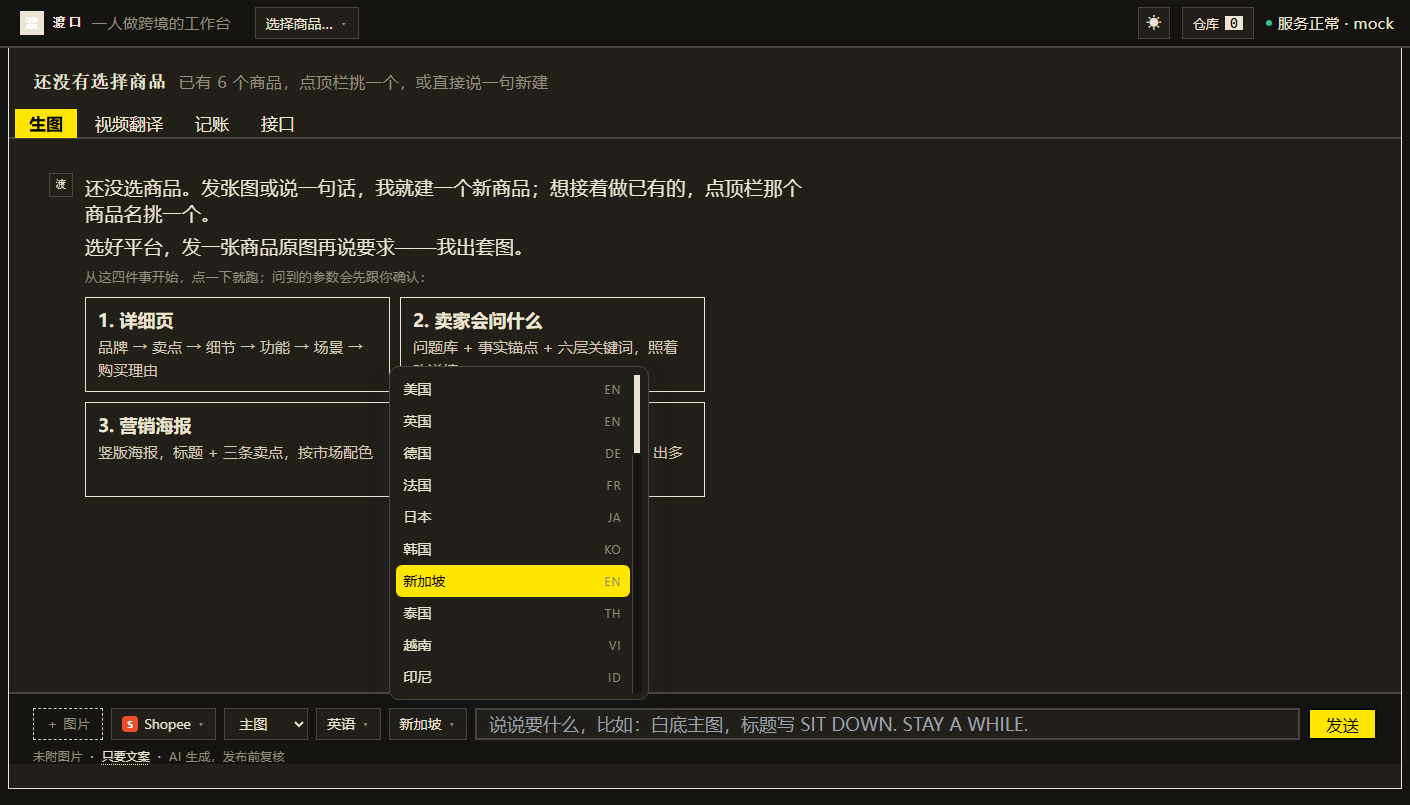 渡 渡口 一人做跨境的工作台 选择商品... 仓库 0 服务正常 · mock
还没有选择商品 已有 6 个商品，点顶栏挑一个，或直接说一句新建
生图 视频翻译 记账 接口
渡 还没选商品。发张图或说一句话，我就建一个新商品；想接着做已有的，点顶栏那个
商品名挑一个。
选好平台，发一张商品原图再说要求——我出套图。
从这四件事开始，点一下就跑；问到的参数会先跟你确认：
1. 详细页
品牌 → 卖点 → 细节 → 功能 → 场景 →
购买理由
2. 卖家会问什么
问题库 + 事实锚点 + 六层关键词，照着
3. 营销海报
竖版海报，标题 + 三条卖点，按市场配色
出多
美国 EN
英国 EN
德国 DE
法国 FR
日本 JA
韩国 KO
新加坡 EN
泰国 TH
越南 VI
印尼 ID
+ 图片 S Shopee 主图 英语 新加坡 说说要什么，比如：白底主图，标题写 SIT DOWN. STAY A WHILE. 发送
未附图片 · 只要文案 · AI 生成，发布前复核